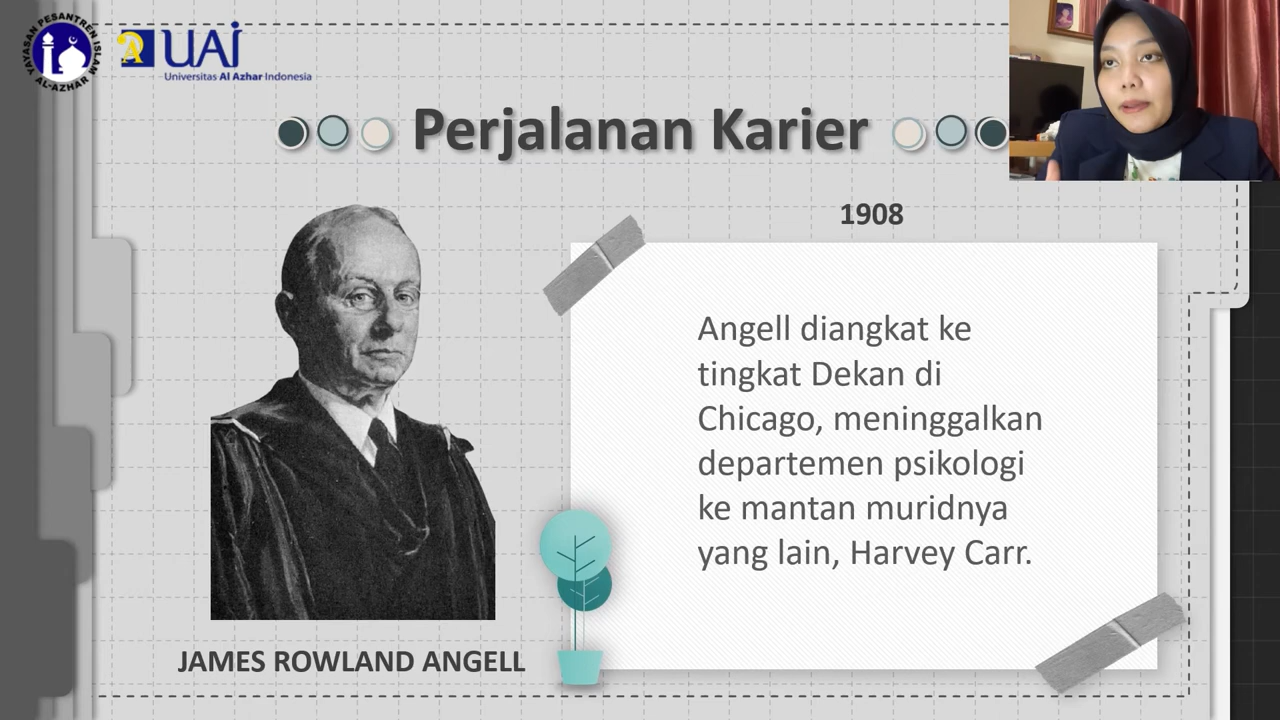 YAYASAN PESANTREN ISLAM
AL-AZHAR
UAI
Universitas Al Azhar Indonesia
Perjalanan Karier
1908
Angell diangkat ke
tingkat Dekan di
Chicago, meninggalkan
departemen psikologi
ke mantan muridnya
yang lain, Harvey Carr.
JAMES ROWLAND ANGELL